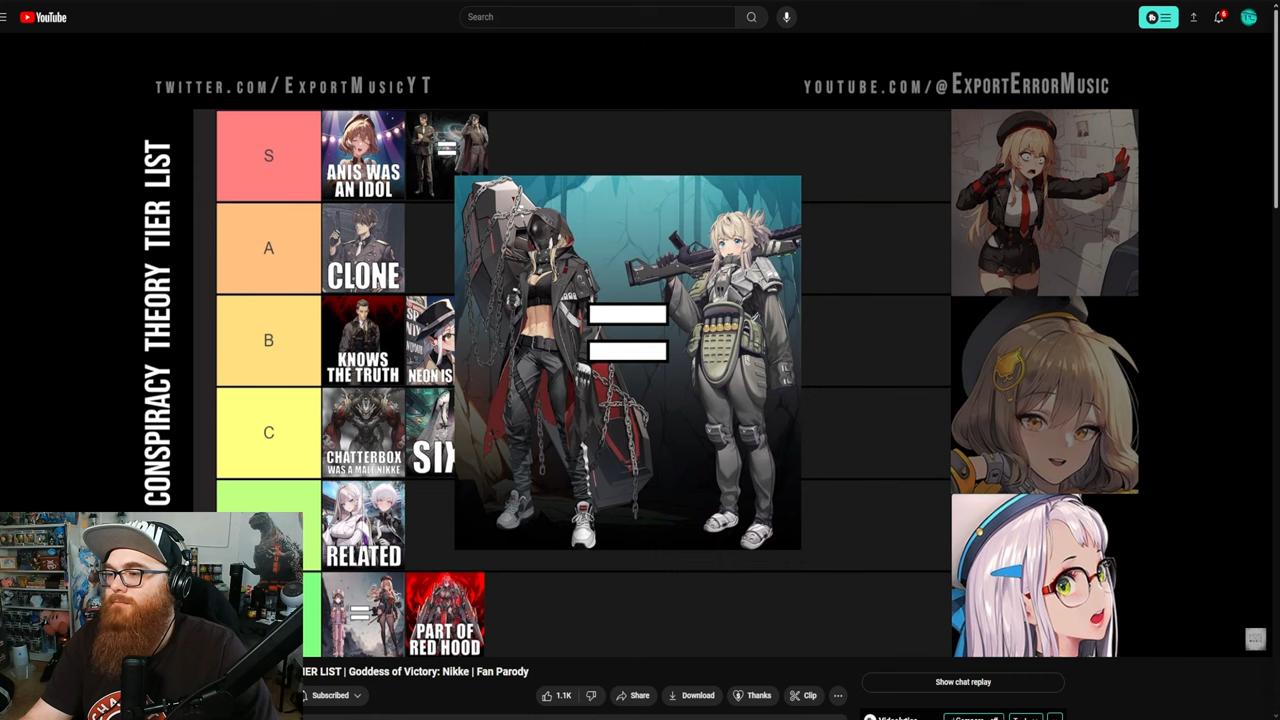 YouTube
Search
6
TWITTER.COM/EXPORTMUSICYT
YOUTUBE.COM/@EXPORTERRORMUSIC
CONSPIRACY THEORY TIER LIST
S
ANIS WAS
AN IDOL
=
A
CLONE
B
KNOWS
THE TRUTH
NEON IS
C
CHATTERBOX
WAS A MALE NIKKE
SIX
=
RELATED
=
PART OF
RED HOOD
IER LIST | Goddess of Victory: Nikke | Fan Parody
Subscribed
1.1K
Share
Download
Thanks
Clip
Show chat replay